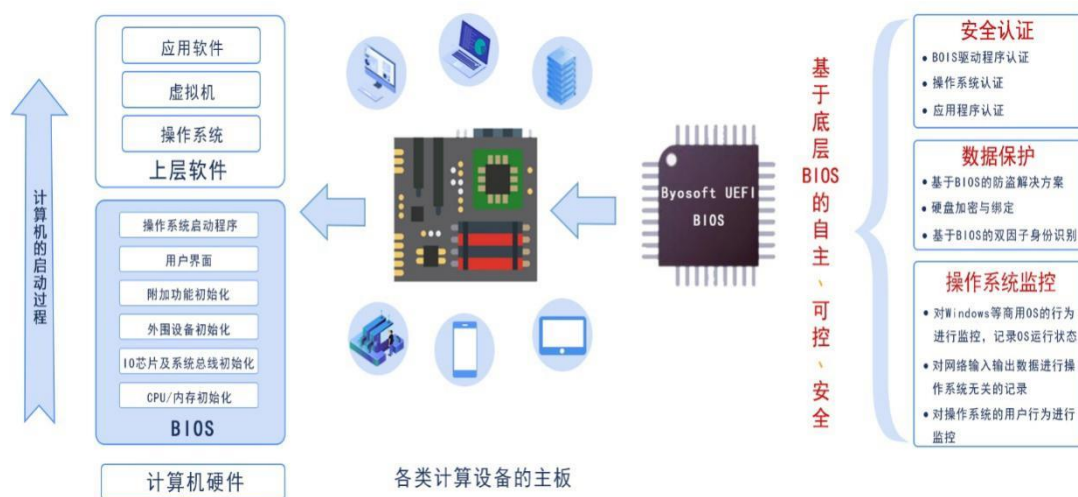 计算机的启动过程
应用软件
虚拟机
操作系统
上层软件
操作系统启动程序
用户界面
附加功能初始化
外围设备初始化
IO芯片及系统总线初始化
CPU/内存初始化
BIOS
计算机硬件
各类计算设备的主板
Byosoft UEFI
BIOS
基于底层BIOS的自主、可控、安全
安全认证
• BOIS驱动程序认证
• 操作系统认证
• 应用程序认证
数据保护
• 基于BIOS的防盗解决方案
• 硬盘加密与绑定
• 基于BIOS的双因子身份识别
操作系统监控
• 对Windows等商用OS的行为
进行监控，记录OS运行状态
• 对网络输入输出数据进行操
作系统无关的记录
• 对操作系统的用户行为进行
监控